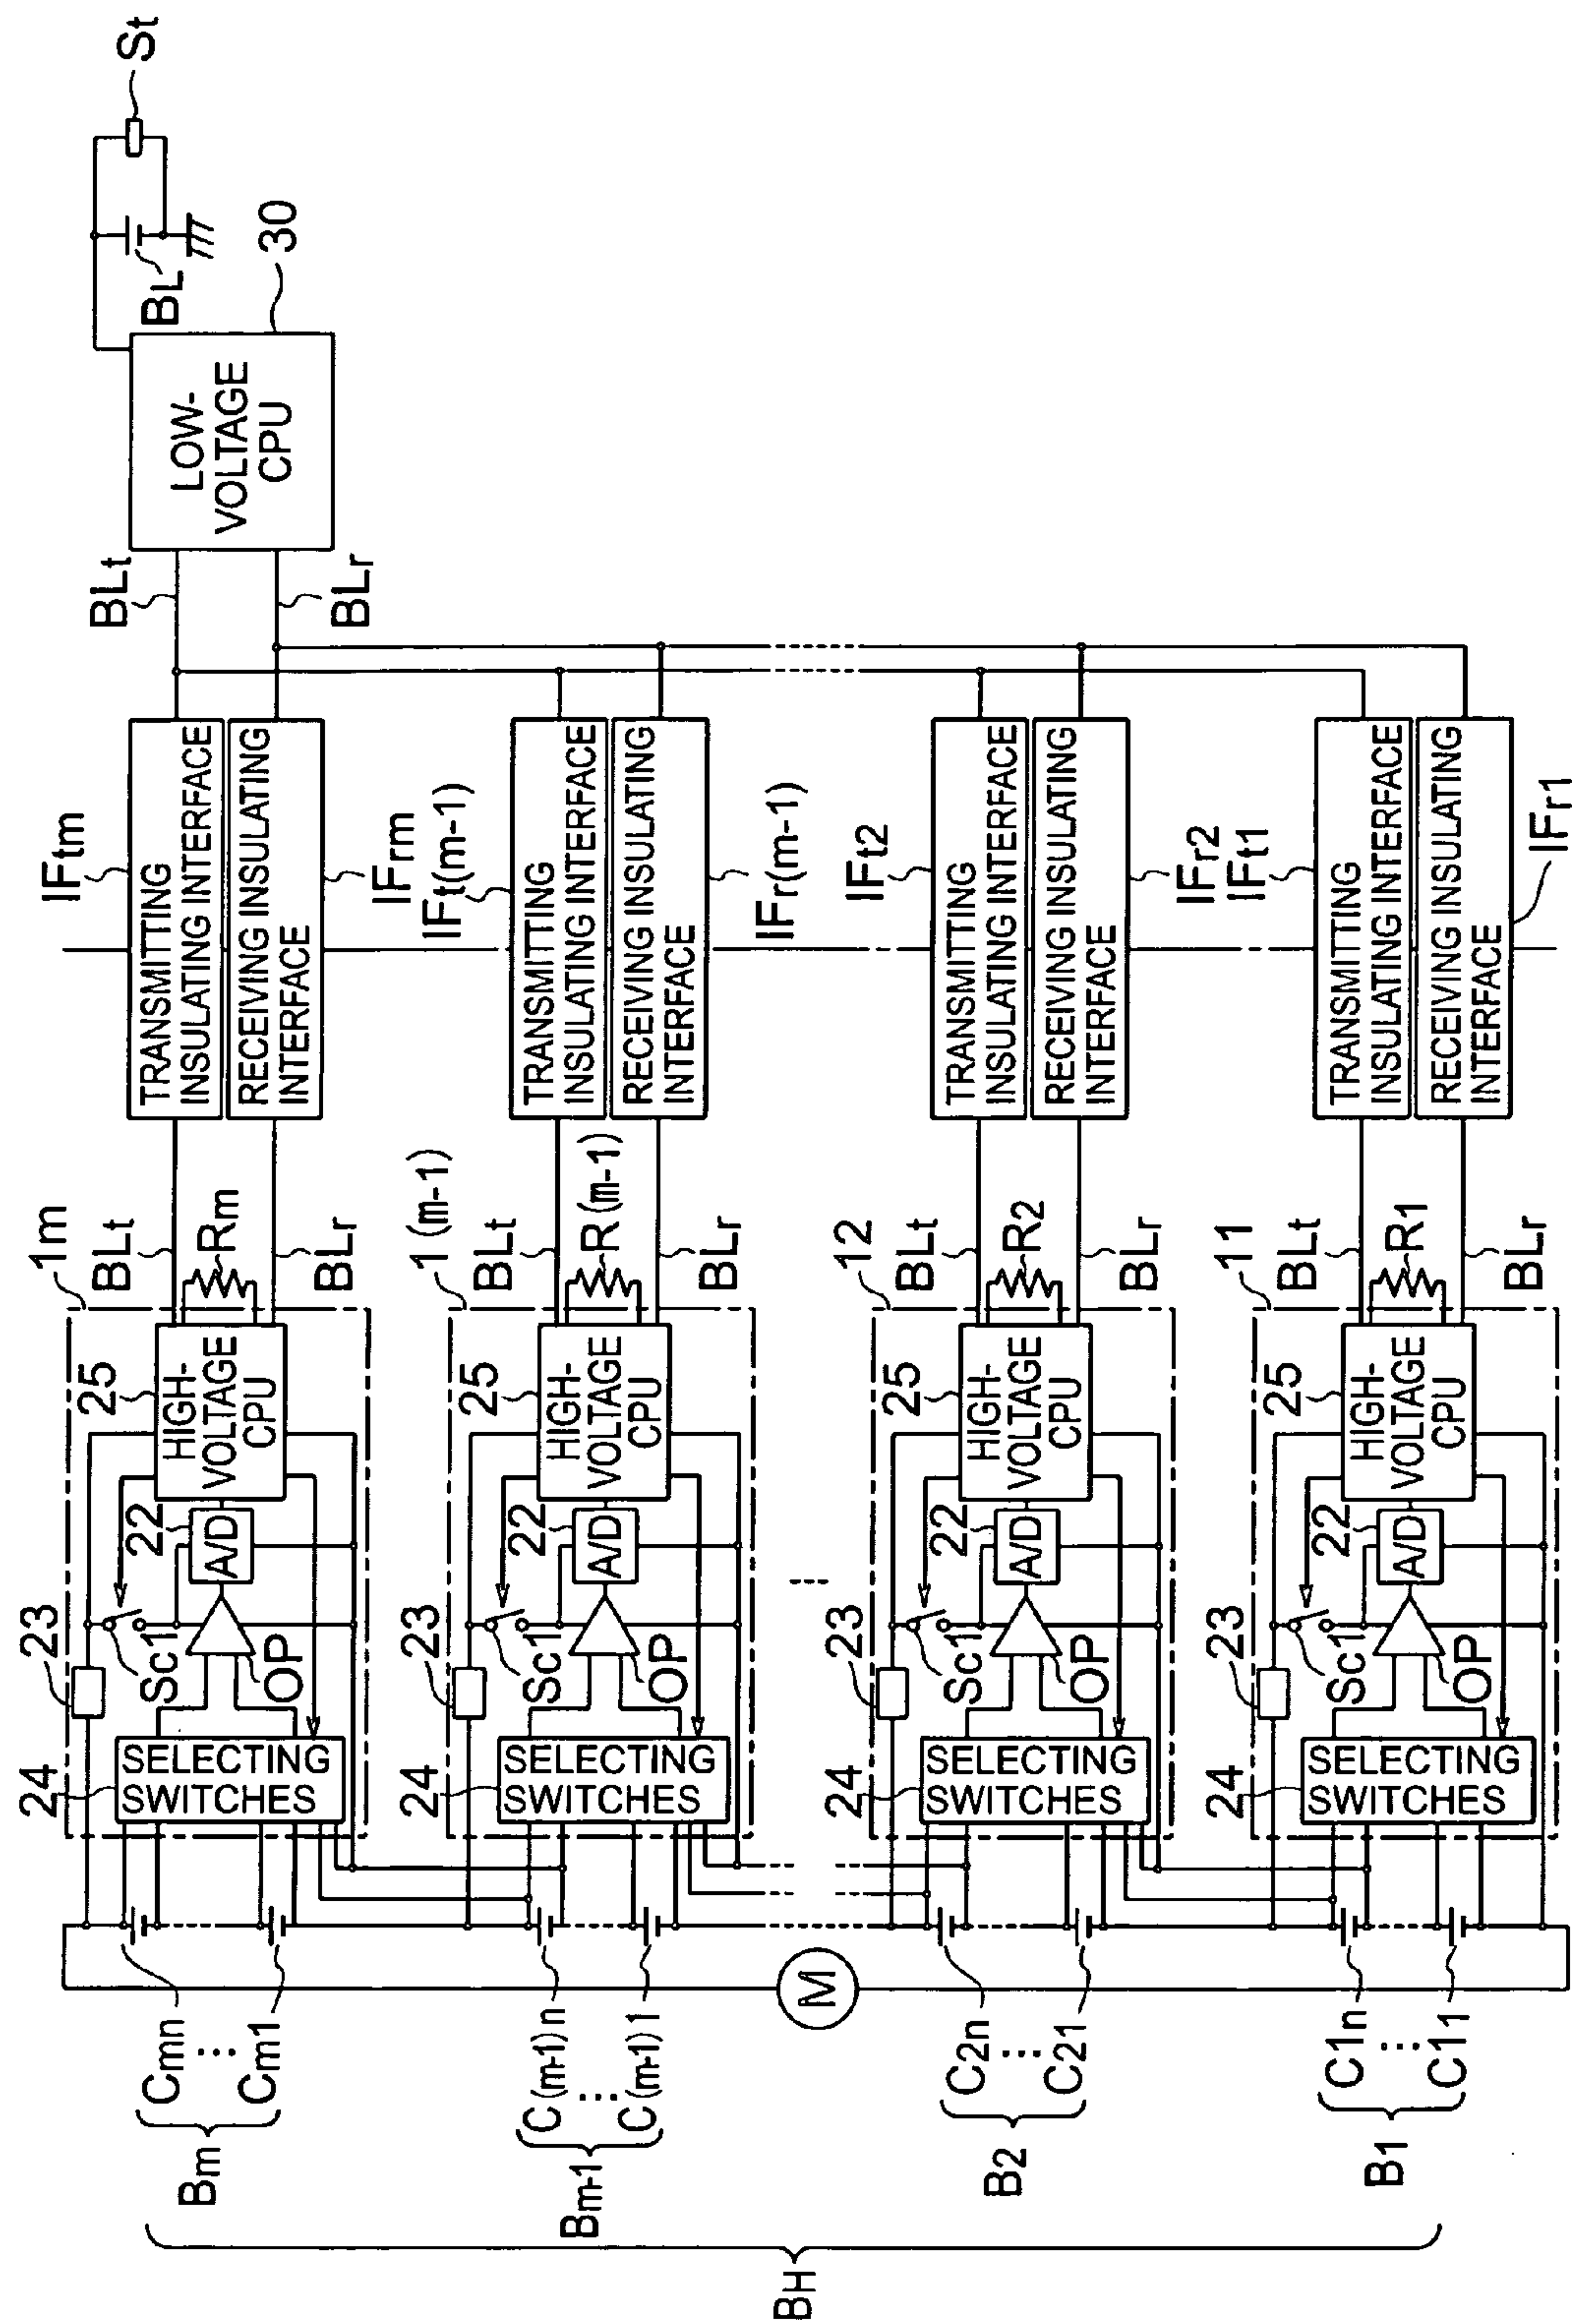 St
BL
30
LOW-
VOLTAGE
CPU
BLt
BLr
IFtm
TRANSMITTING
INSULATING INTERFACE
RECEIVING INSULATING
INTERFACE
IFrm
IFt(m-1)
TRANSMITTING
INSULATING INTERFACE
RECEIVING INSULATING
INTERFACE
IFr(m-1)
IFt2
TRANSMITTING
INSULATING INTERFACE
RECEIVING INSULATING
INTERFACE
IFr2
IFt1
TRANSMITTING
INSULATING INTERFACE
RECEIVING INSULATING
INTERFACE
IFr1
1m
BLt
Rm
BLr
25
HIGH-
VOLTAGE
CPU
22
A/D
23
Sc1
OP
24
SELECTING
SWITCHES
1(m-1)
BLt
R(m-1)
BLr
25
HIGH-
VOLTAGE
CPU
22
A/D
23
Sc1
OP
24
SELECTING
SWITCHES
12
BLt
R2
BLr
25
HIGH-
VOLTAGE
CPU
22
A/D
23
Sc1
OP
24
SELECTING
SWITCHES
11
BLt
R1
BLr
25
HIGH-
VOLTAGE
CPU
22
A/D
23
Sc1
OP
24
SELECTING
SWITCHES
M
Cmn
Cm1
Bm
C(m-1)n
C(m-1)1
Bm-1
C2n
C21
B2
C1n
C11
B1
BH